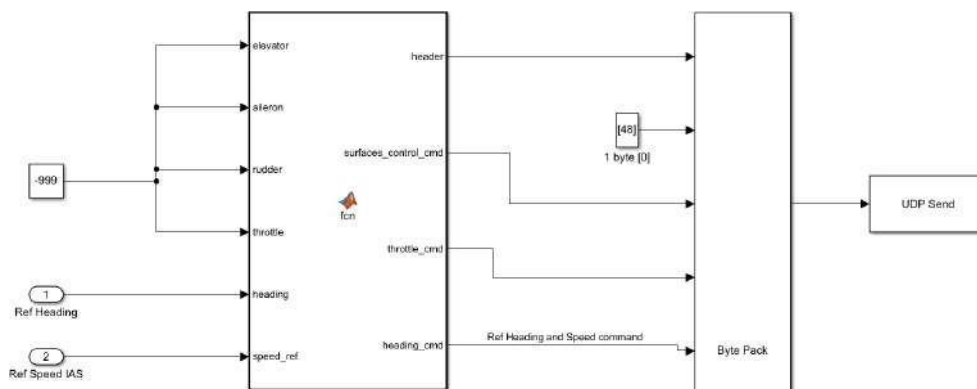 elevator
header
aileron
[48]
1 byte [0]
surfaces_control_cmd
rudder
-999
fcn
UDP Send
throttle
throttle_cmd
1
heading
Ref Heading
Ref Heading and Speed command
heading_cmd
Byte Pack
2
speed_ref
Ref Speed IAS